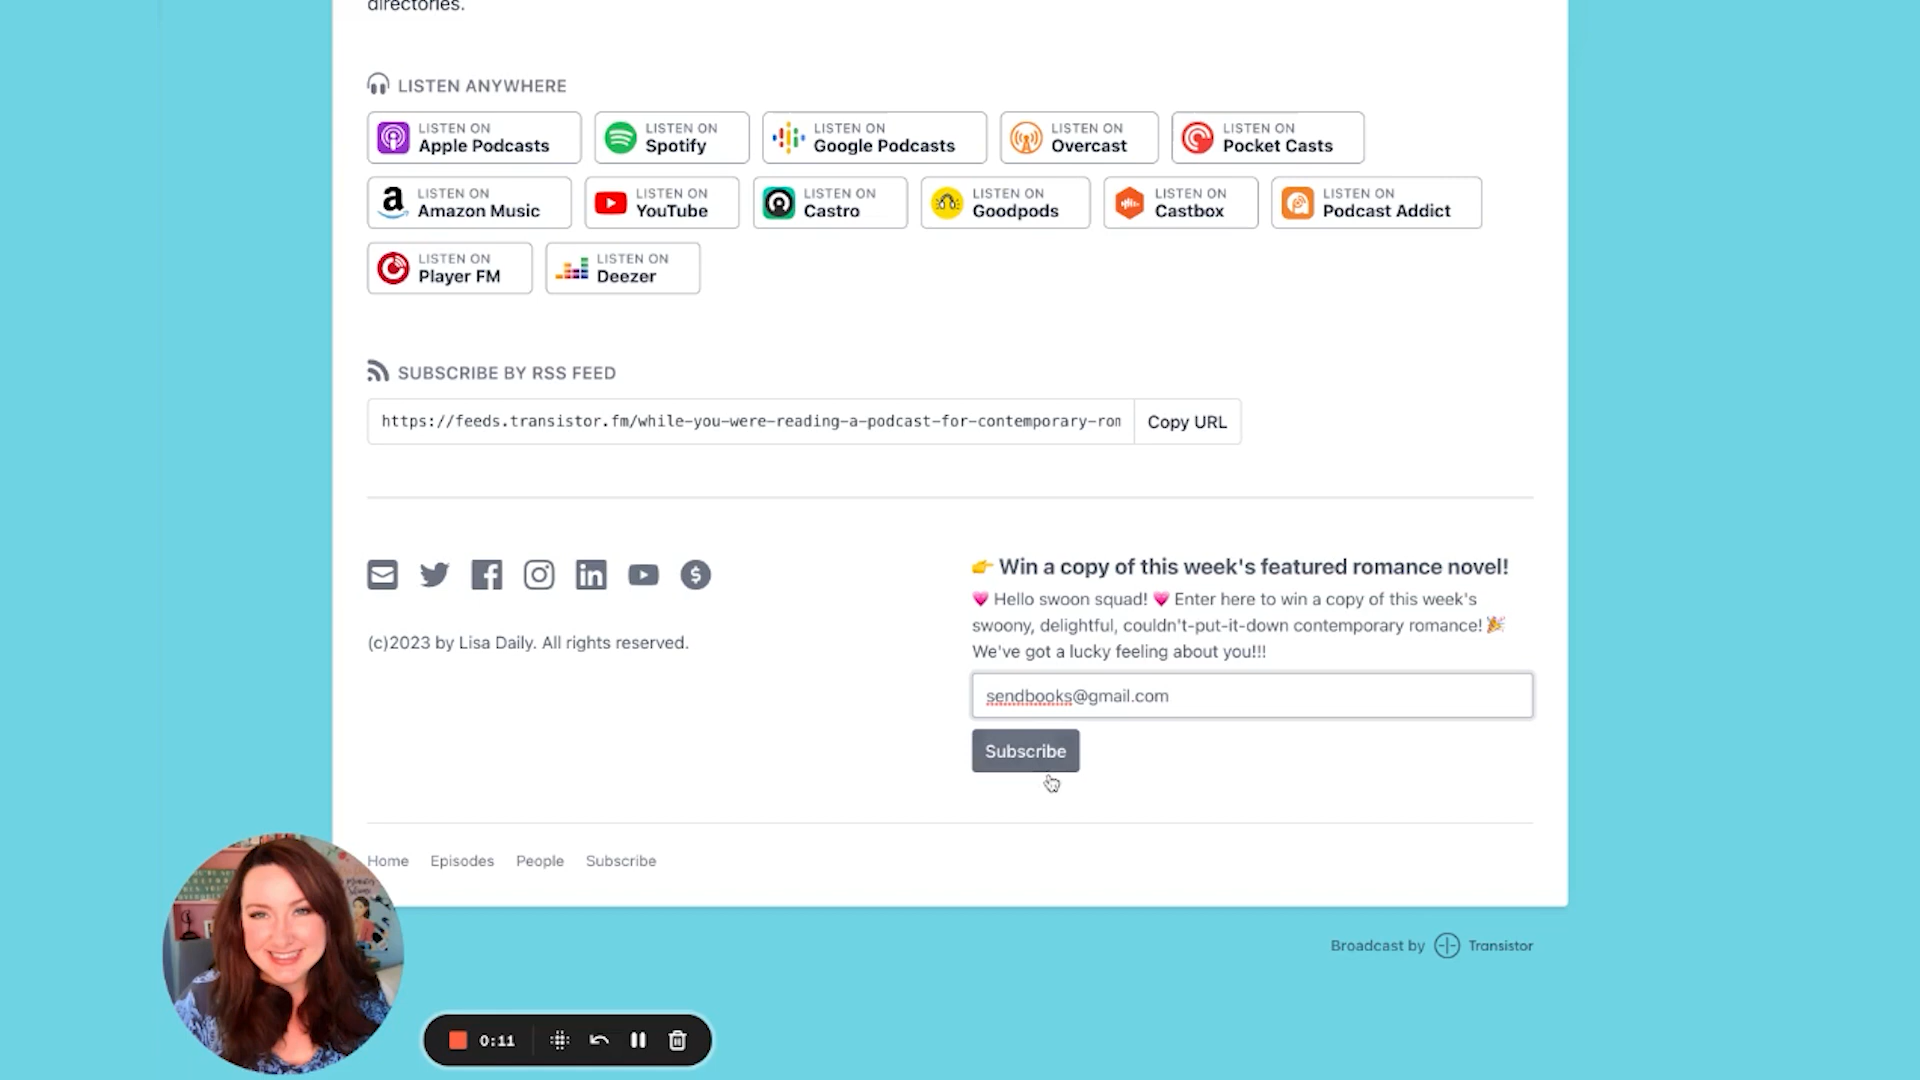 directories.
LISTEN ANYWHERE
LISTEN ON
Apple Podcasts
LISTEN ON
Spotify
LISTEN ON
Google Podcasts
LISTEN ON
Overcast
LISTEN ON
Pocket Casts
LISTEN ON
Amazon Music
LISTEN ON
YouTube
LISTEN ON
Castro
LISTEN ON
Goodpods
LISTEN ON
Castbox
LISTEN ON
Podcast Addict
LISTEN ON
Player FM
LISTEN ON
Deezer
SUBSCRIBE BY RSS FEED
https://feeds.transistor.fm/while-you-were-reading-a-podcast-for-contemporary-rom
Copy URL
(c)2023 by Lisa Daily. All rights reserved.
👉 Win a copy of this week's featured romance novel!
💗 Hello swoon squad! 💗 Enter here to win a copy of this week's
swoony, delightful, couldn't-put-it-down contemporary romance! 🎉
We've got a lucky feeling about you!!!
sendbooks@gmail.com
Subscribe
Home Episodes People Subscribe
Broadcast by Transistor
0:11